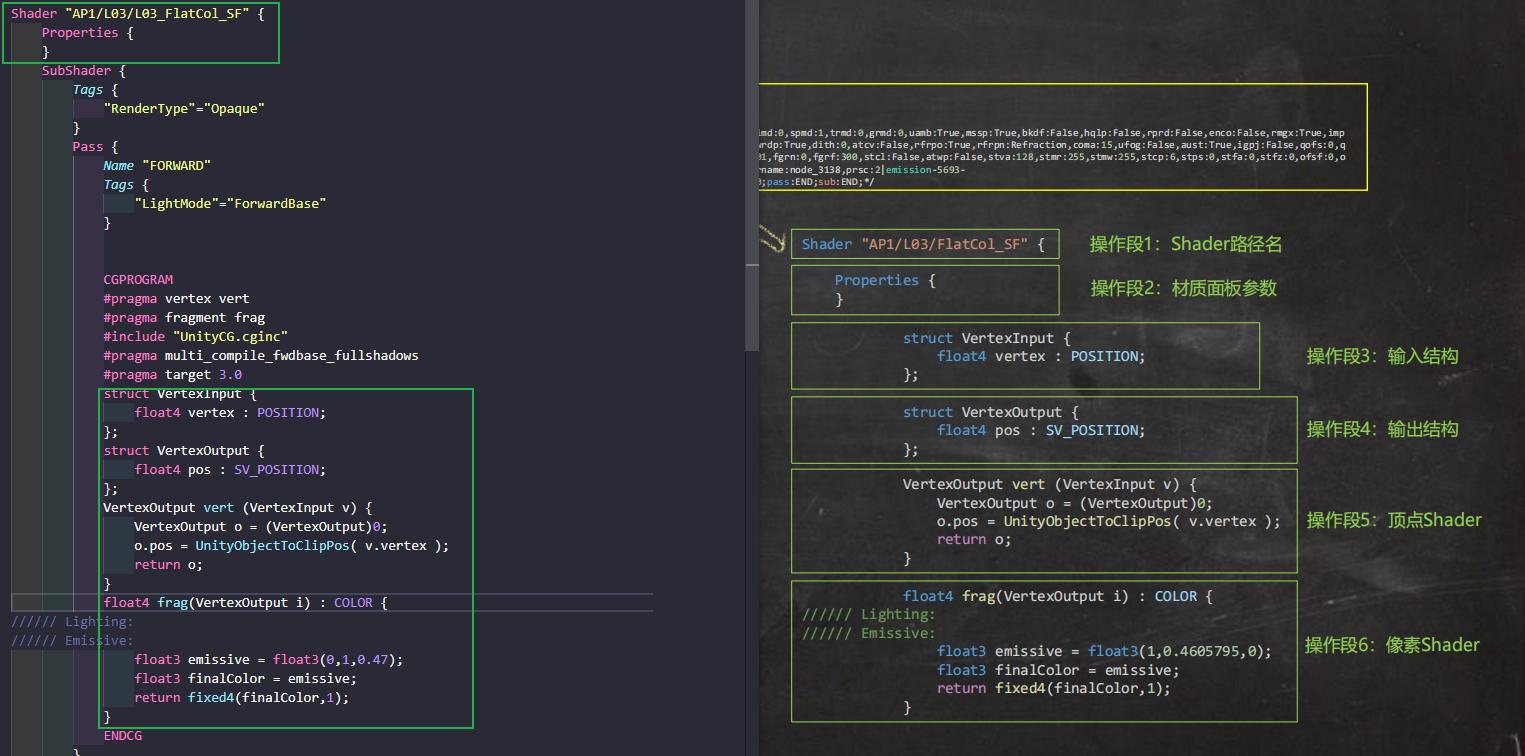 Shader "AP1/L03/L03_FlatCol_SF" {
Properties {
}
SubShader {
Tags {
"RenderType"="Opaque"
}
Pass {
Name "FORWARD"
Tags {
"LightMode"="ForwardBase"
}
CGPROGRAM
#pragma vertex vert
#pragma fragment frag
#include "UnityCG.cginc"
#pragma multi_compile_fwdbase_fullshadows
#pragma target 3.0
struct VertexInput {
float4 vertex : POSITION;
};
struct VertexOutput {
float4 pos : SV_POSITION;
};
VertexOutput vert (VertexInput v) {
VertexOutput o = (VertexOutput)0;
o.pos = UnityObjectToClipPos( v.vertex );
return o;
}
float4 frag(VertexOutput i) : COLOR {
////// Lighting:
////// Emissive:
float3 emissive = float3(0,1,0.47);
float3 finalColor = emissive;
return fixed4(finalColor,1);
}
ENDCG
}
imd:0,spmd:1,trmd:0,grmd:0,uamb:True,mssp:True,bkdf:False,hqlp:False,rprd:False,enco:False,rmgx:True,imp
wrdp:True,dith:0,atcv:False,rfrpo:True,rfrpn:Refraction,coma:15,ufog:False,aust:True,igpj:False,qofs:0,q
01,fgrn:0,fgrf:300,stcl:False,atwp:False,stva:128,stmr:255,stmw:255,stcp:6,stps:0,stfa:0,stfz:0,ofsf:0,o
rname:node_3138,prsc:2|emission-5693-
0;pass:END;sub:END;*/
Shader "AP1/L03/FlatCol_SF" { 操作段1：Shader路径名
Properties { 操作段2：材质面板参数
}
struct VertexInput {
float4 vertex : POSITION; 操作段3：输入结构
};
struct VertexOutput {
float4 pos : SV_POSITION; 操作段4：输出结构
};
VertexOutput vert (VertexInput v) {
VertexOutput o = (VertexOutput)0;
o.pos = UnityObjectToClipPos( v.vertex ); 操作段5：顶点Shader
return o;
}
float4 frag(VertexOutput i) : COLOR {
////// Lighting:
////// Emissive:
float3 emissive = float3(1,0.4605795,0); 操作段6：像素Shader
float3 finalColor = emissive;
return fixed4(finalColor,1);
}